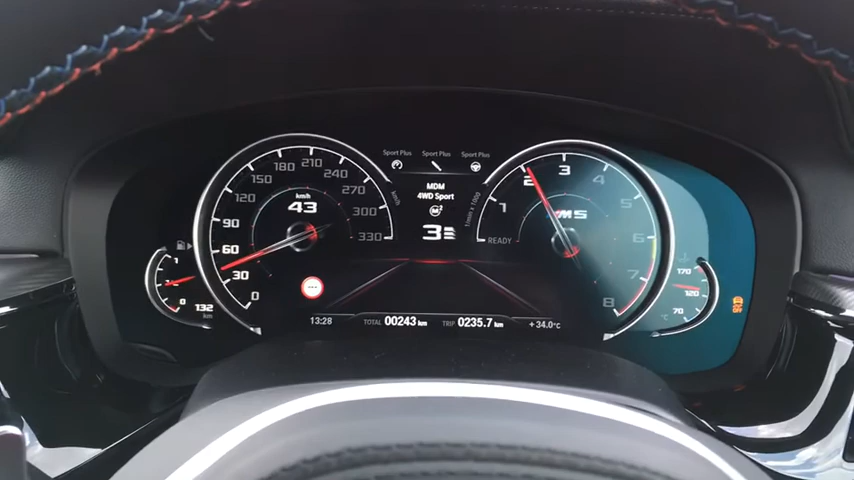 Sport Plus Sport Plus Sport Plus
MDM
4WD Sport
M2
3
km/h
43
0
30
60
90
120
150
180
210
240
270
300
330
km/h
1
0
132
km
1/min x 1000
READY
1
2
3
4
5
6
7
8
M5
170
120
70
°C
13:28
TOTAL 00243 km
TRIP 0235.7 km
+34.0°C